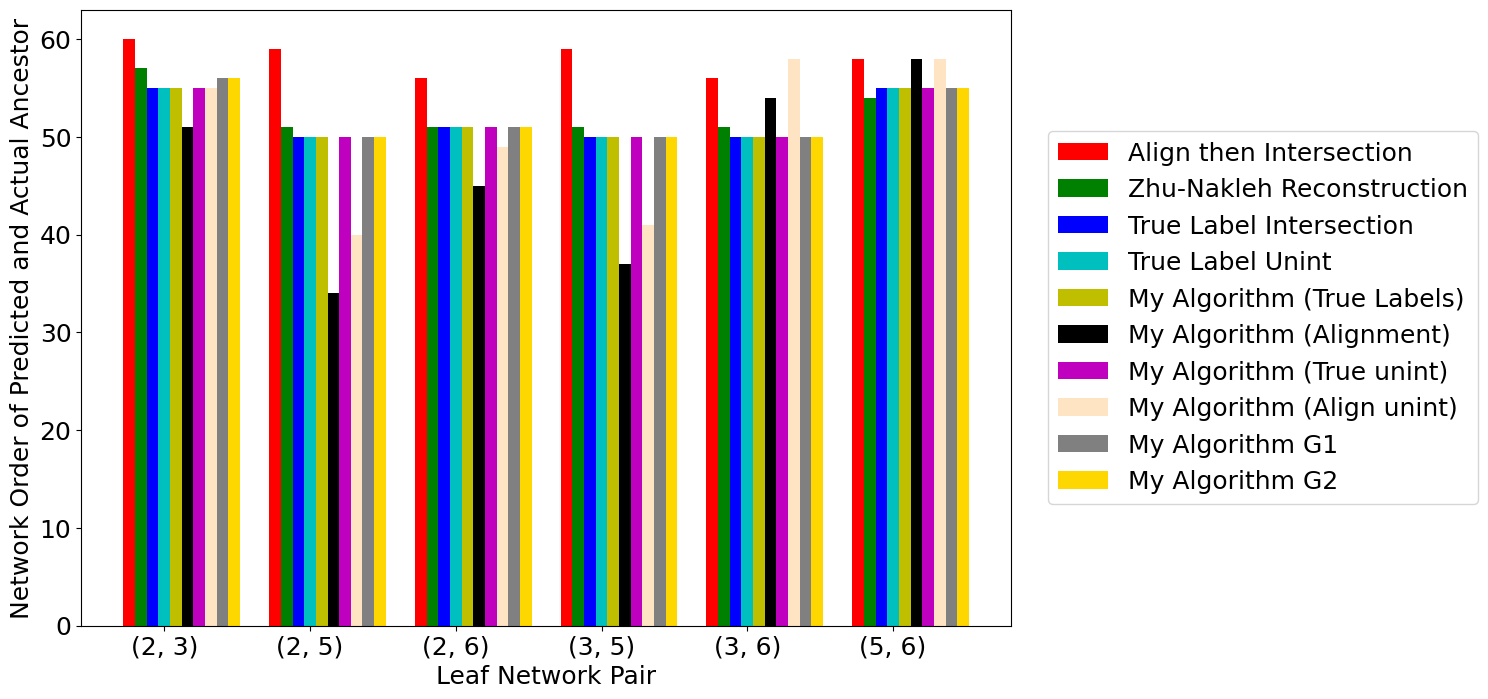 Network Order of Predicted and Actual Ancestor
60
50
40
30
20
10
0
(2, 3)
(2, 5)
(2, 6)
(3, 5)
(3, 6)
(5, 6)
Leaf Network Pair
Align then Intersection
Zhu-Nakleh Reconstruction
True Label Intersection
True Label Unint
My Algorithm (True Labels)
My Algorithm (Alignment)
My Algorithm (True unint)
My Algorithm (Align unint)
My Algorithm G1
My Algorithm G2